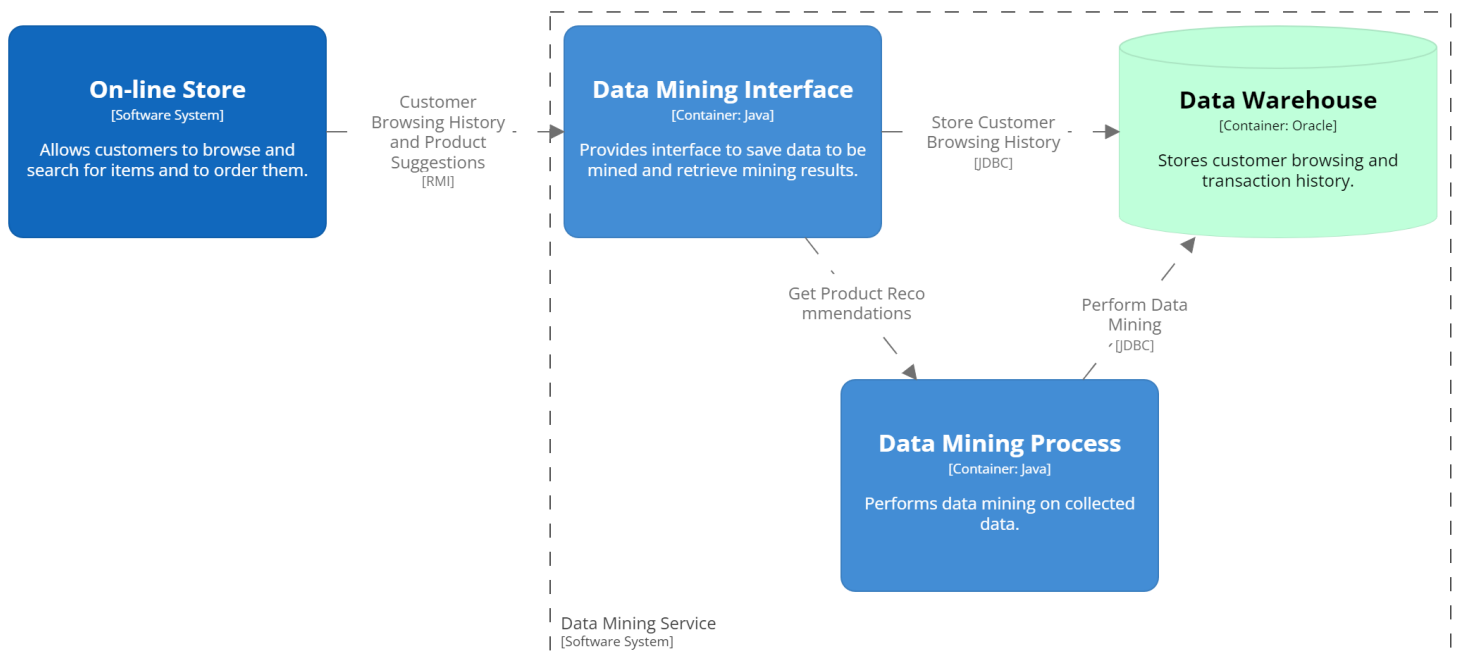 On-line Store
[Software System]
Allows customers to browse and
search for items and to order them.
Customer
Browsing History
and Product
Suggestions
[RMI]
Data Mining Interface
[Container: Java]
Provides interface to save data to be
mined and retrieve mining results.
Store Customer
Browsing History
[JDBC]
Data Warehouse
[Container: Oracle]
Stores customer browsing and
transaction history.
Get Product Reco
mmendations
Perform Data
Mining
[JDBC]
Data Mining Process
[Container: Java]
Performs data mining on collected
data.
Data Mining Service
[Software System]